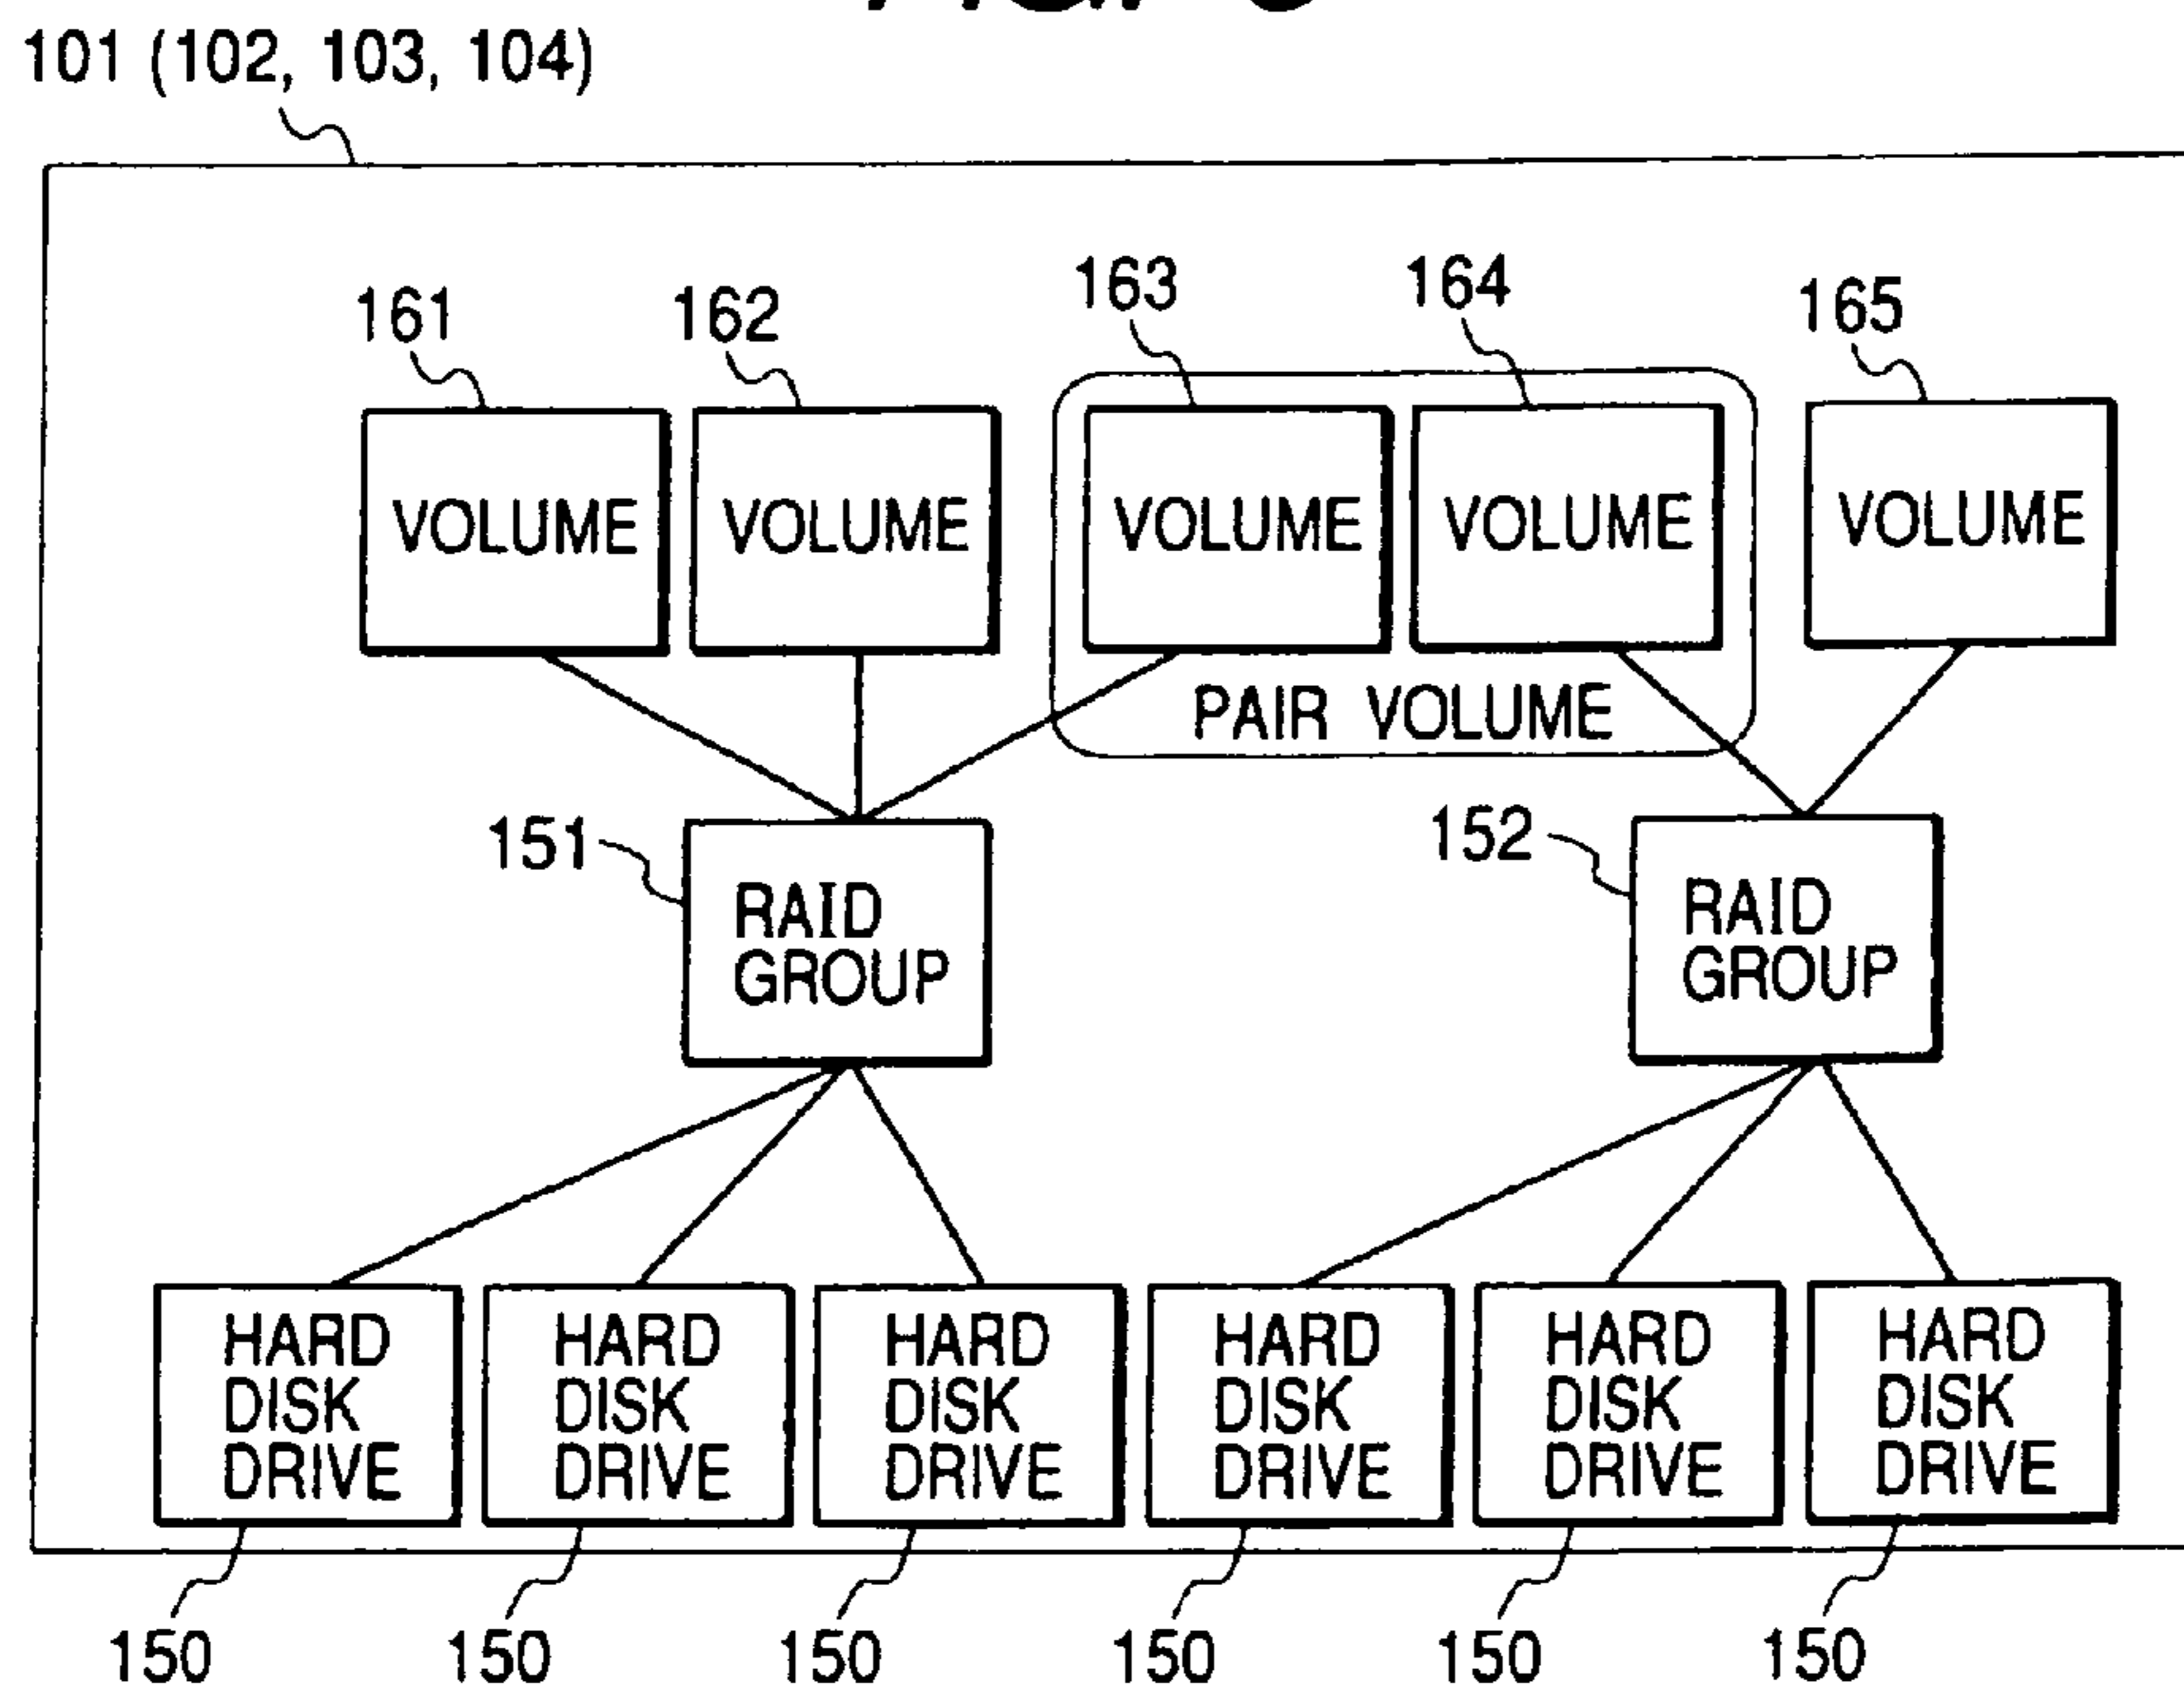 101 (102, 103, 104)
161
162
163
164
165
VOLUME
VOLUME
VOLUME
VOLUME
VOLUME
PAIR VOLUME
151
152
RAID
GROUP
RAID
GROUP
HARD
DISK
DRIVE
HARD
DISK
DRIVE
HARD
DISK
DRIVE
HARD
DISK
DRIVE
HARD
DISK
DRIVE
HARD
DISK
DRIVE
150
150
150
150
150
150